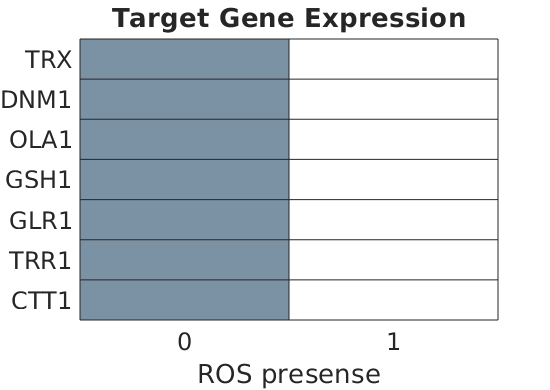 Target Gene Expression
TRX
DNM1
OLA1
GSH1
GLR1
TRR1
CTT1
0 1
ROS presense